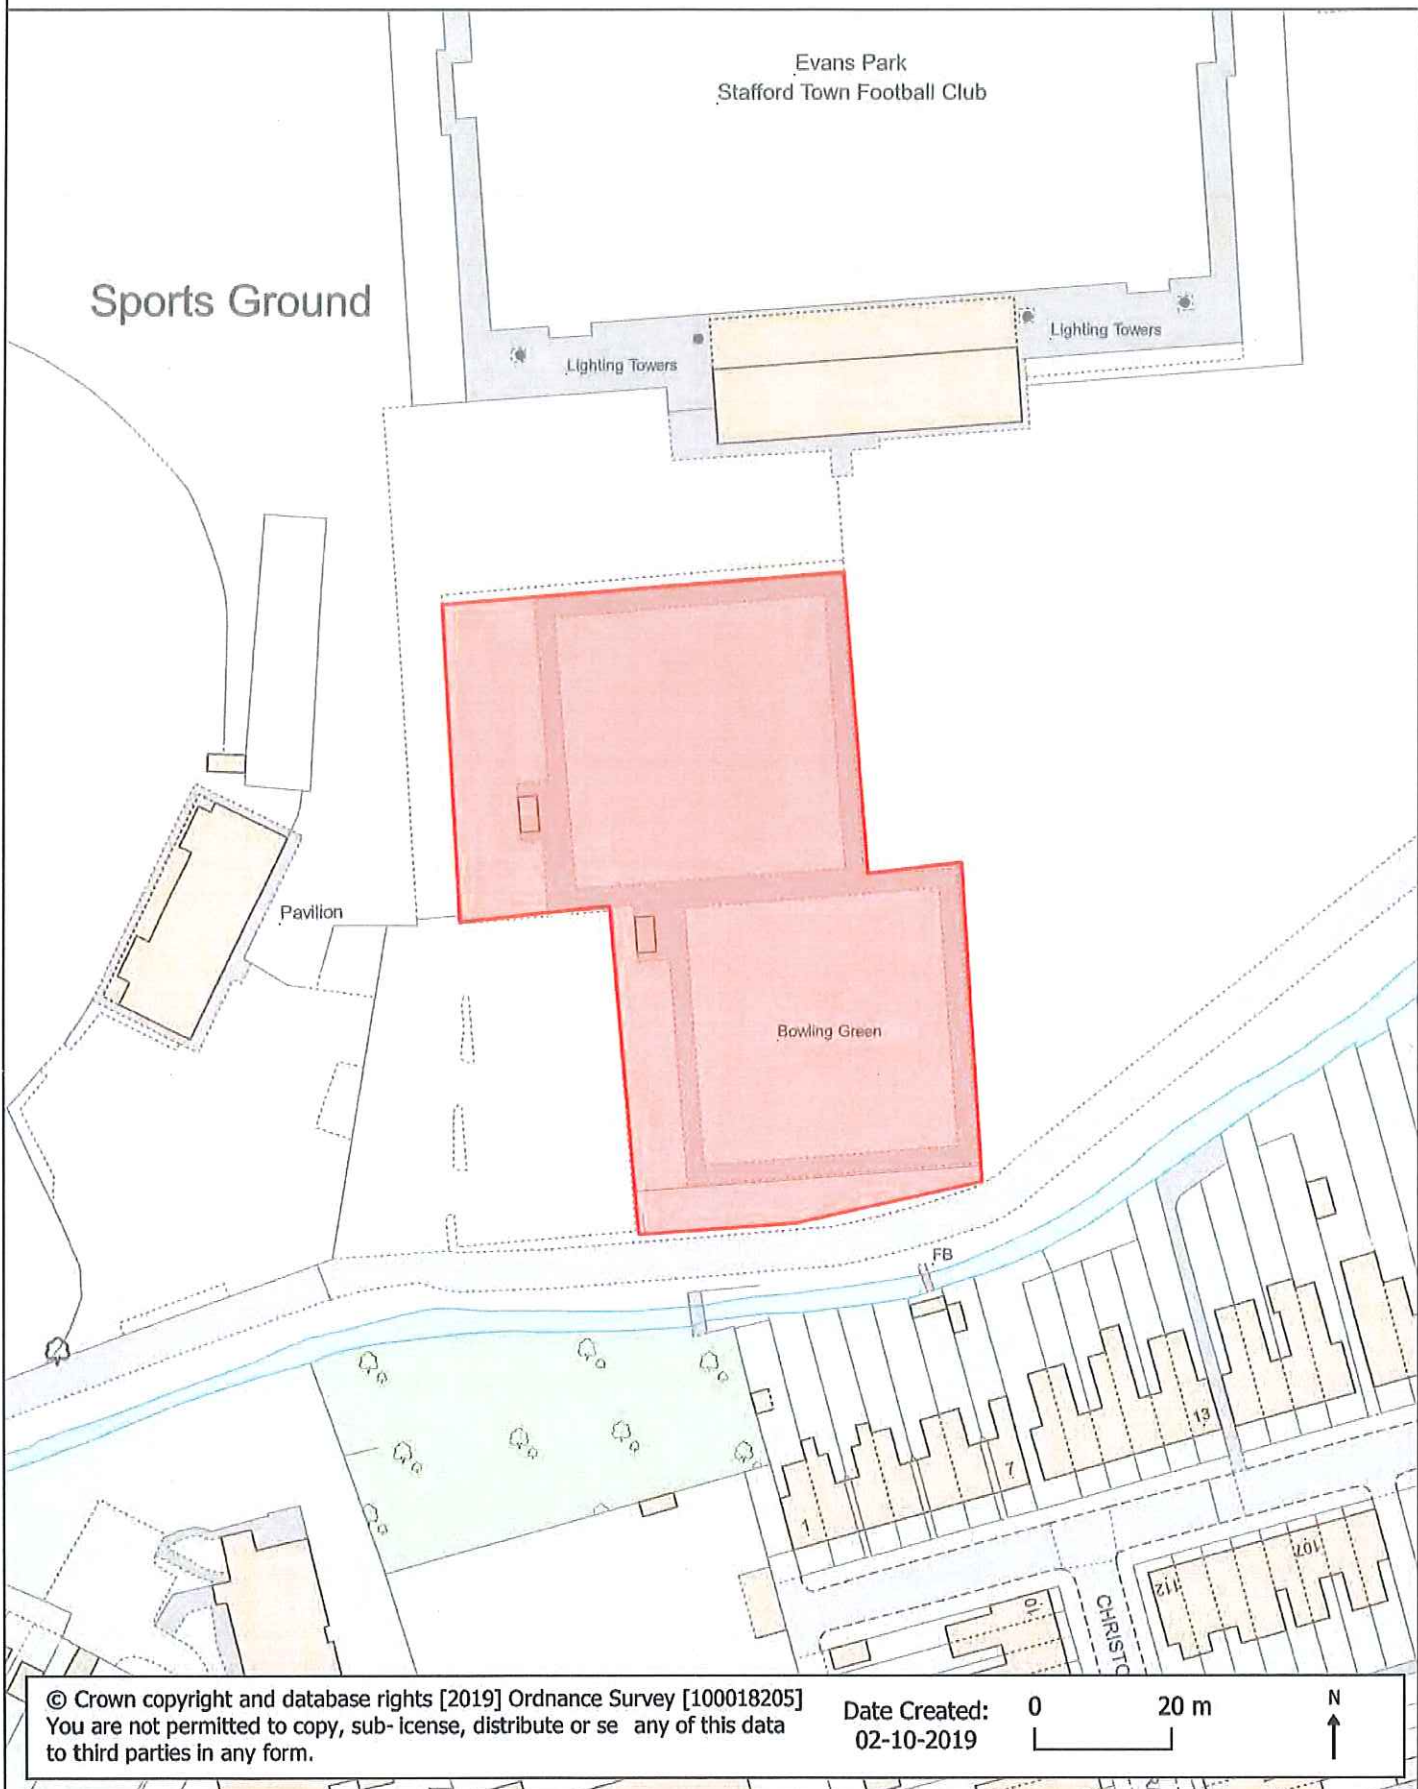 Evans Park
Stafford Town Football Club
Sports Ground
Lighting Towers
Lighting Towers
Pavilion
Bowling Green
FB
13
7
1
107
112
10
CHRISTO
© Crown copyright and database rights [2019] Ordnance Survey [100018205]
You are not permitted to copy, sub- icense, distribute or se any of this data
to third parties in any form.
Date Created:
02-10-2019
0 20 m
N